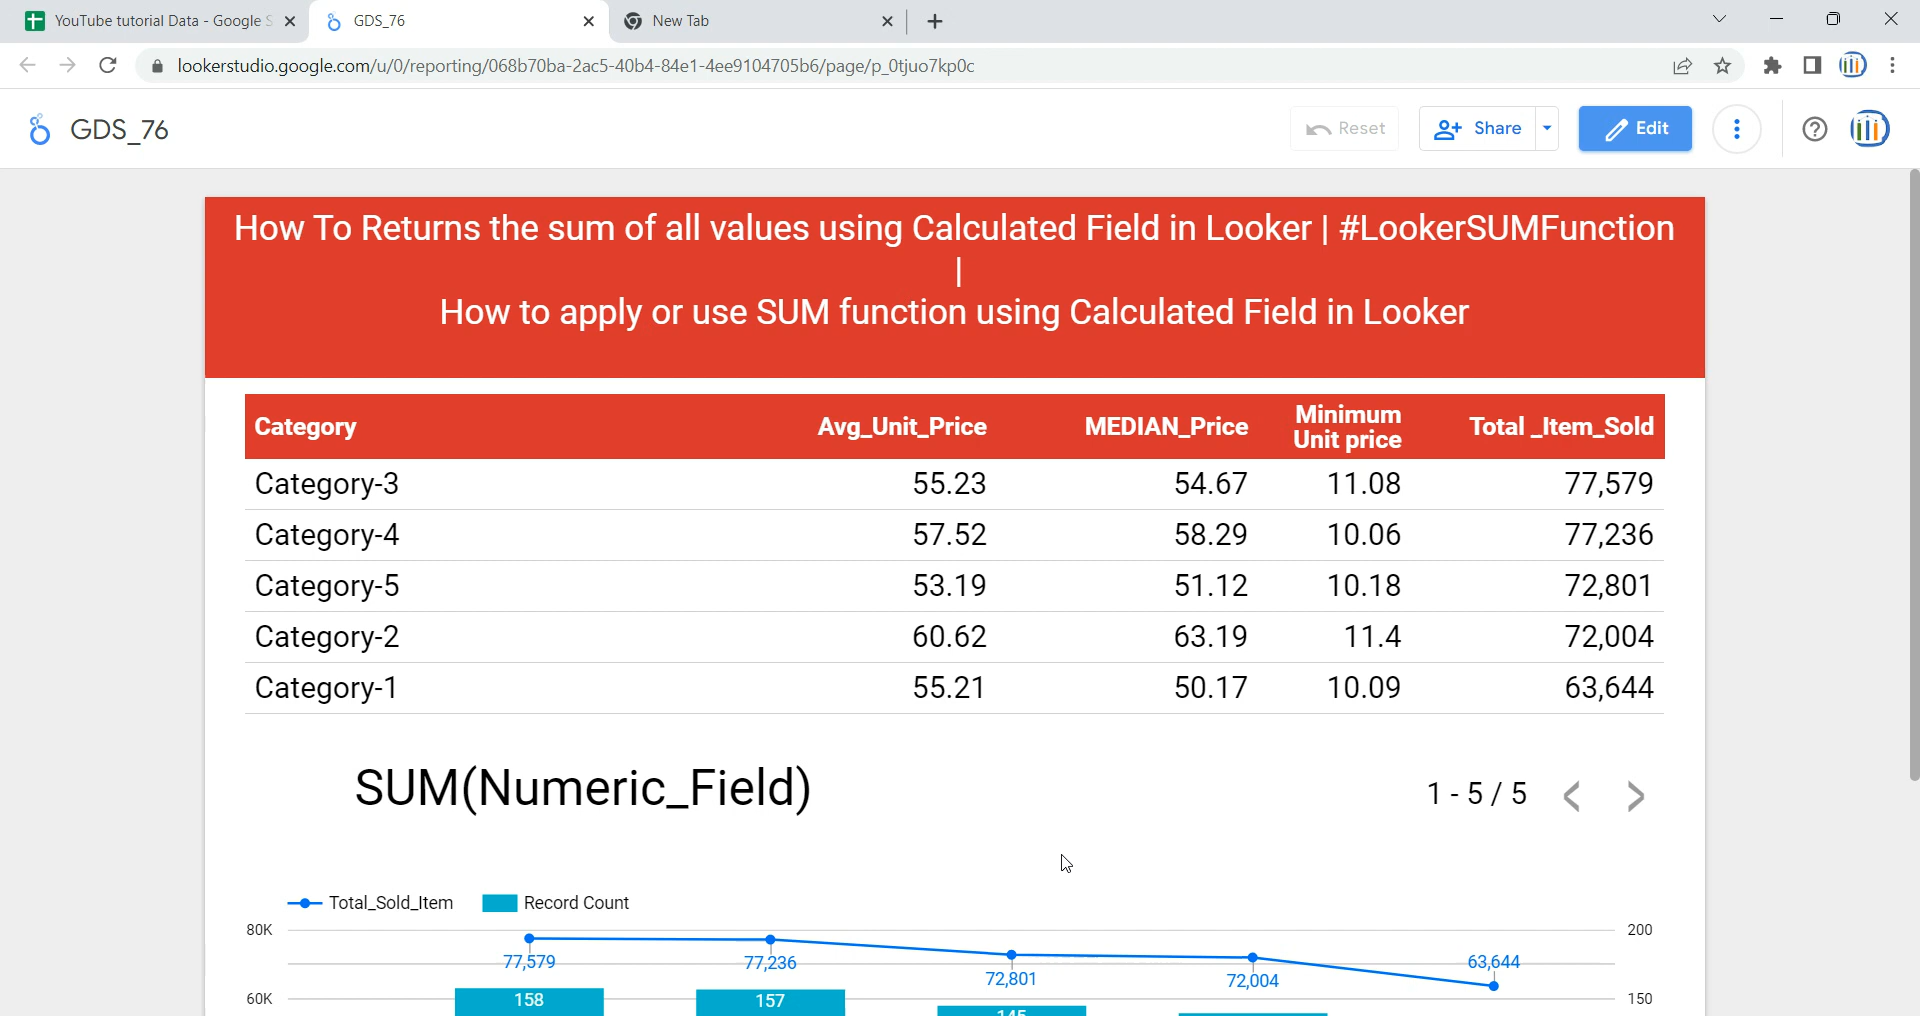 YouTube tutorial Data - Google S
GDS_76
New Tab
lookerstudio.google.com/u/0/reporting/068b70ba-2ac5-40b4-84e1-4ee9104705b6/page/p_0tjuo7kp0c
GDS_76
Reset
Share
Edit
How To Returns the sum of all values using Calculated Field in Looker | #LookerSUMFunction
|
How to apply or use SUM function using Calculated Field in Looker
Category Avg_Unit_Price MEDIAN_Price Minimum Unit price Total _Item_Sold
Category-3 55.23 54.67 11.08 77,579
Category-4 57.52 58.29 10.06 77,236
Category-5 53.19 51.12 10.18 72,801
Category-2 60.62 63.19 11.4 72,004
Category-1 55.21 50.17 10.09 63,644
SUM(Numeric_Field)
1 - 5 / 5
Total_Sold_Item Record Count
80K 200
77,579 77,236 72,801 72,004 63,644
60K 158 157 150
145